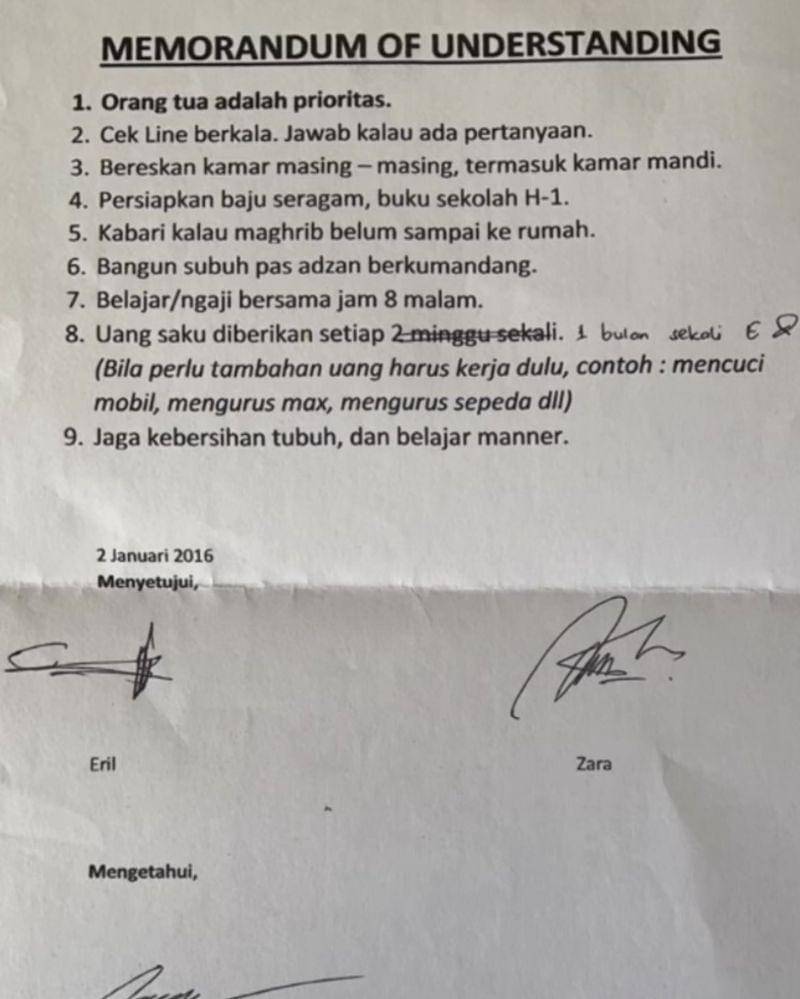 MEMORANDUM OF UNDERSTANDING
1. Orang tua adalah prioritas.
2. Cek Line berkala. Jawab kalau ada pertanyaan.
3. Bereskan kamar masing – masing, termasuk kamar mandi.
4. Persiapkan baju seragam, buku sekolah H-1.
5. Kabari kalau maghrib belum sampai ke rumah.
6. Bangun subuh pas adzan berkumandang.
7. Belajar/ngaji bersama jam 8 malam.
8. Uang saku diberikan setiap 2 minggu sekali. 1 bulan sekali
(Bila perlu tambahan uang harus kerja dulu, contoh : mencuci
mobil, mengurus max, mengurus sepeda dll)
9. Jaga kebersihan tubuh, dan belajar manner.
2 Januari 2016
Menyetujui,
Eril Zara
Mengetahui,